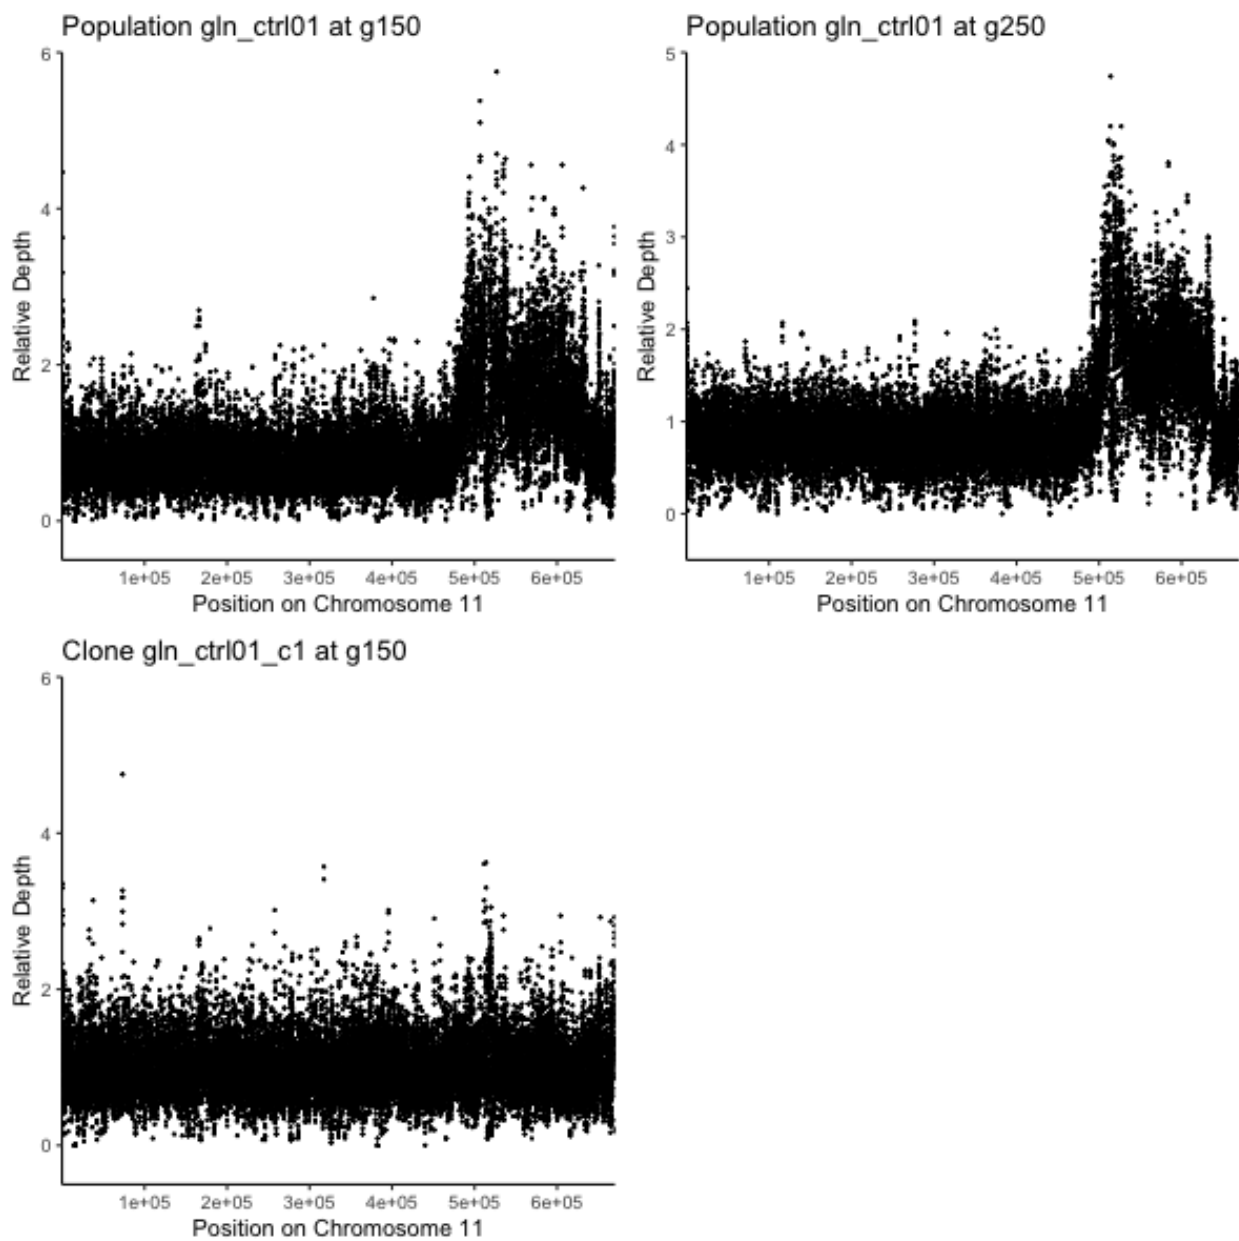 Population gln_ctrl01 at g150
6
4
2
0
Relative Depth
1e+05 2e+05 3e+05 4e+05 5e+05 6e+05
Position on Chromosome 11
Population gln_ctrl01 at g250
5
4
3
2
1
0
Relative Depth
1e+05 2e+05 3e+05 4e+05 5e+05 6e+05
Position on Chromosome 11
Clone gln_ctrl01_c1 at g150
6
4
2
0
Relative Depth
1e+05 2e+05 3e+05 4e+05 5e+05 6e+05
Position on Chromosome 11